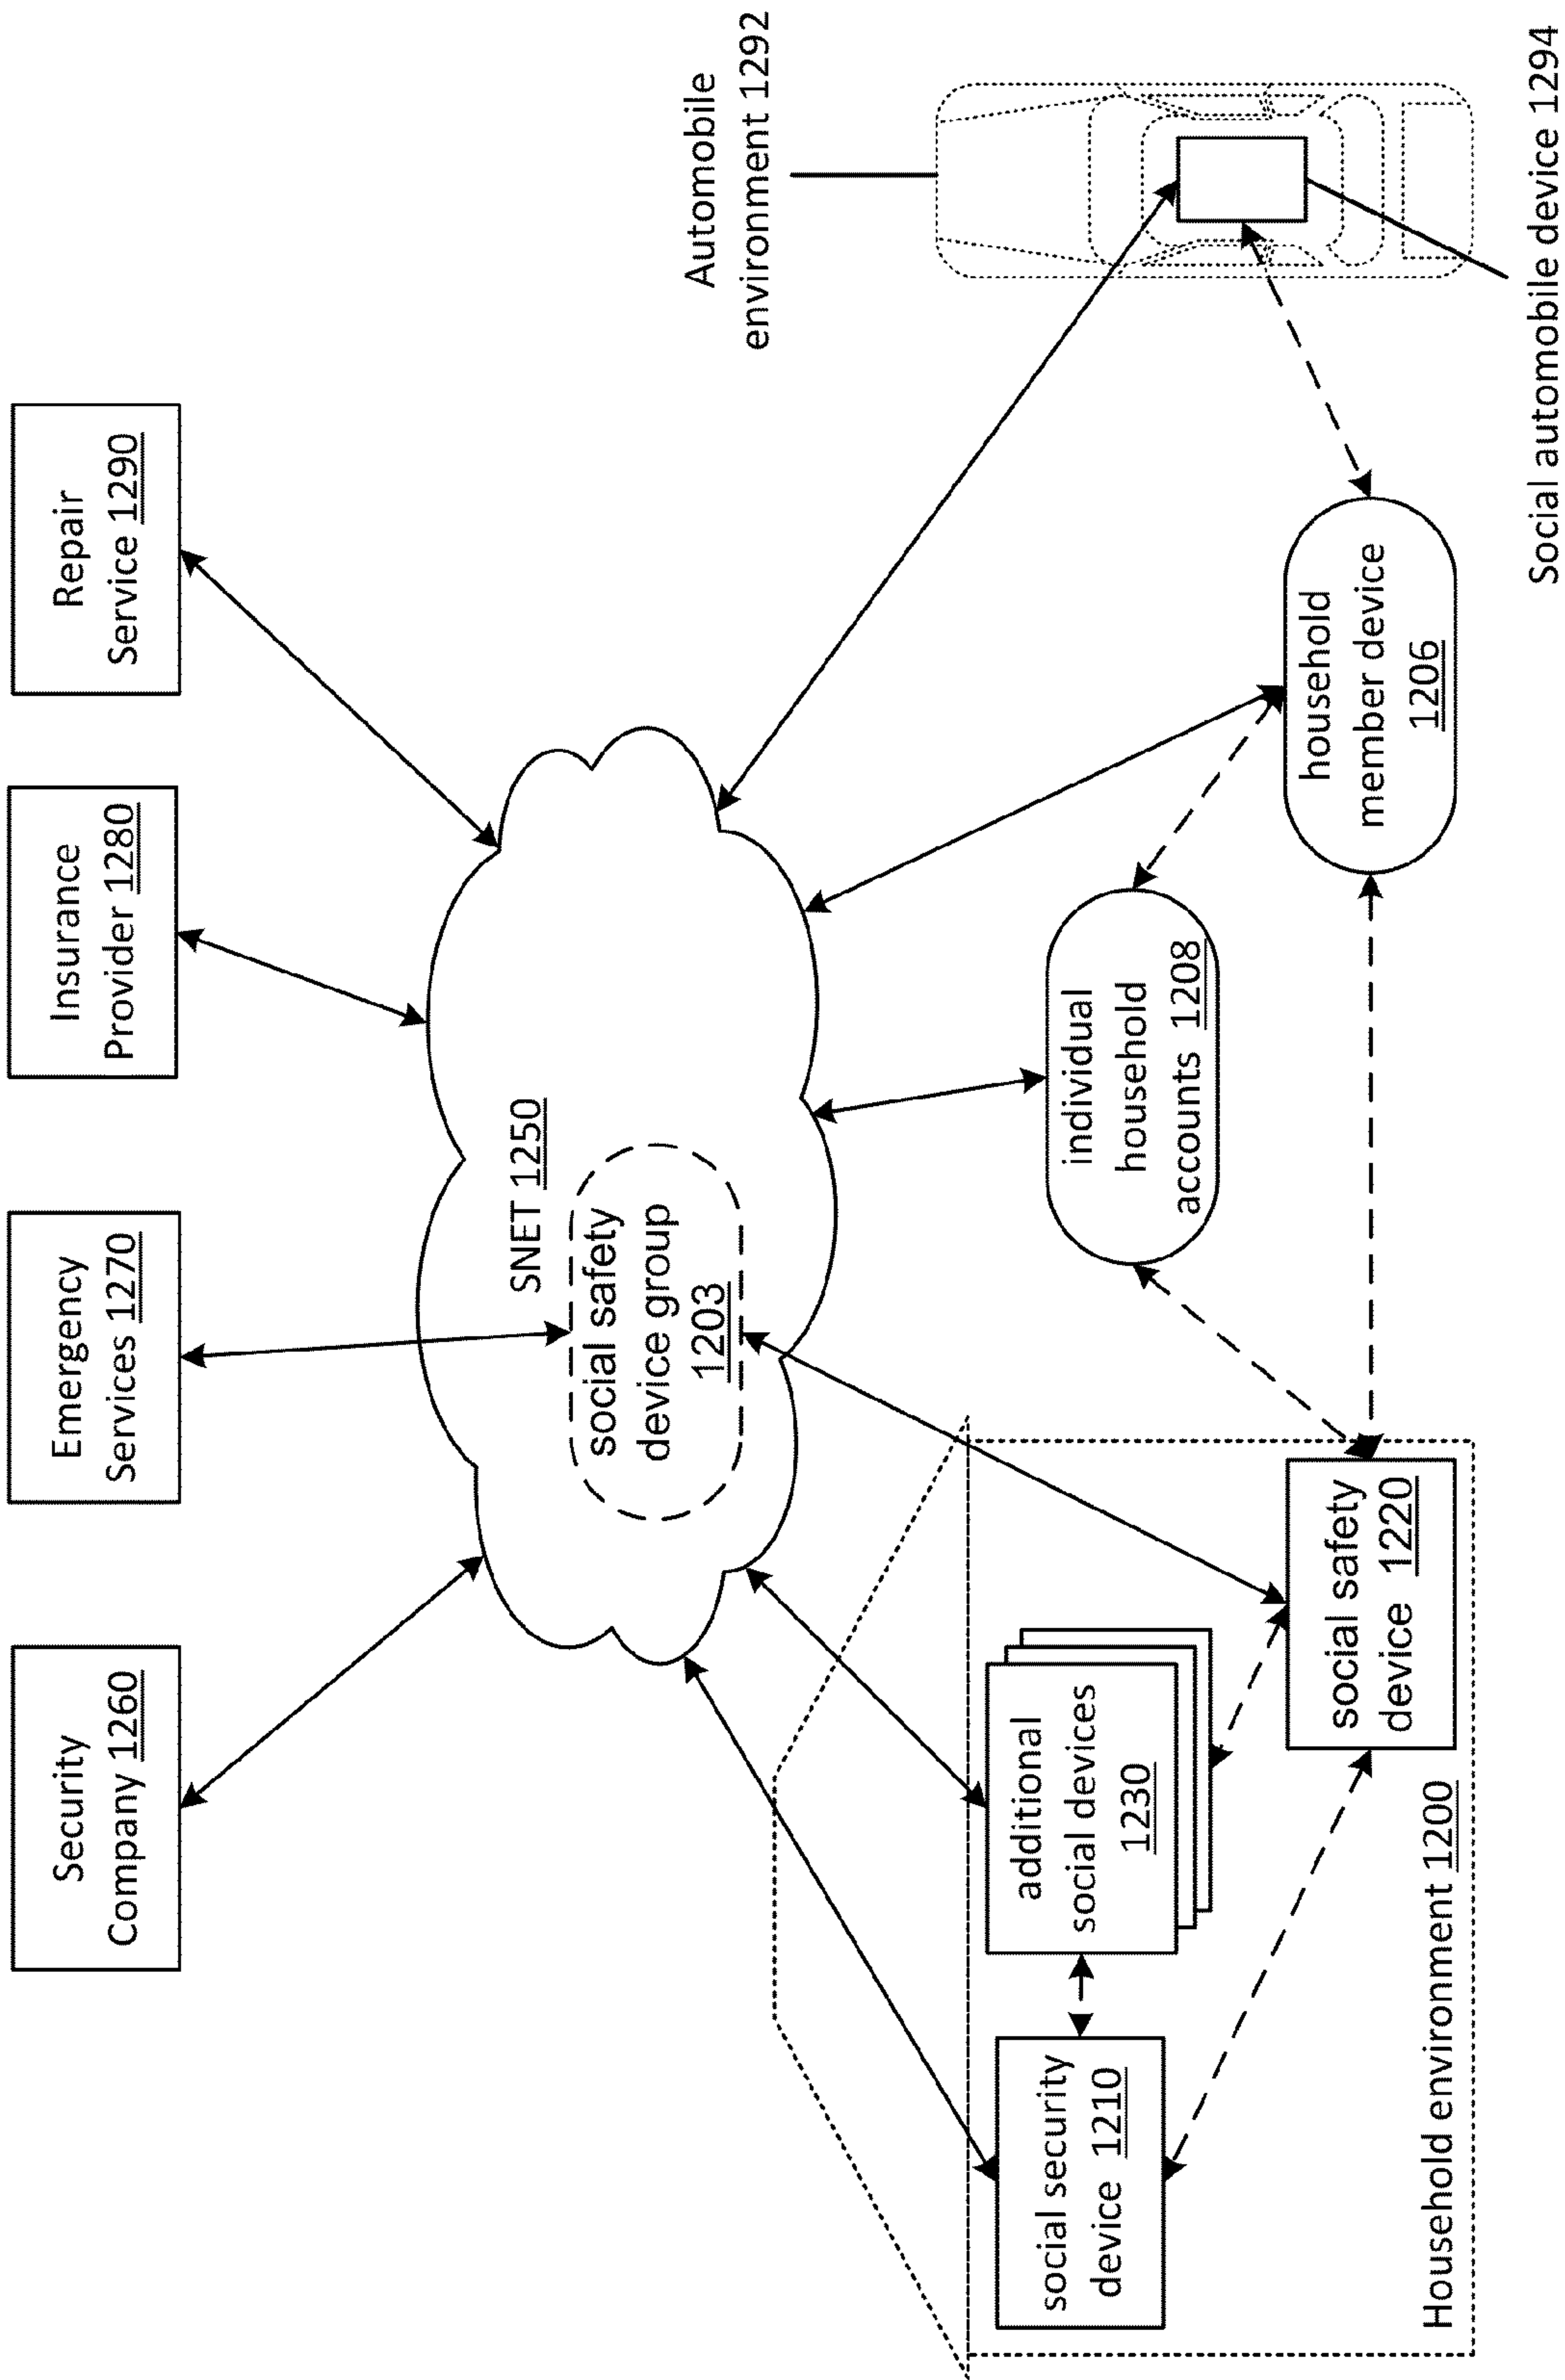 Security
Company 1260
Emergency
Services 1270
Insurance
Provider 1280
Repair
Service 1290
SNET 1250
social safety
device group
1203
Automobile
environment 1292
social security
device 1210
additional
social devices
1230
social safety
device 1220
Household environment 1200
individual
household
accounts 1208
household
member device
1206
Social automobile device 1294